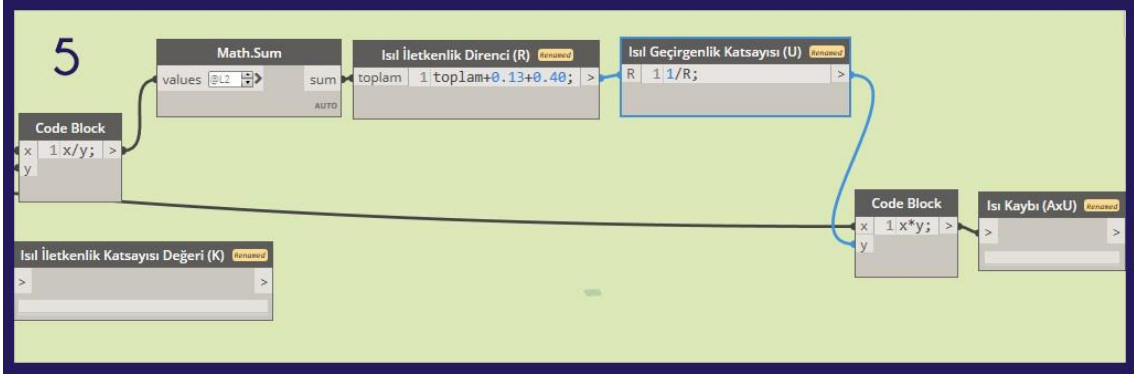 5
Math.Sum
values @L2 > sum
AUTO
Isıl İletkenlik Direnci (R) Renamed
toplam 1 toplam+0.13+0.40; >
Isıl Geçirgenlik Katsayısı (U) Renamed
R 1 1/R; >
Code Block
x 1 x/y; >
y
Code Block
x 1 x*y; >
y
Isı Kaybı (AxU) Renamed
> >
Isıl İletkenlik Katsayısı Değeri (K) Renamed
> >